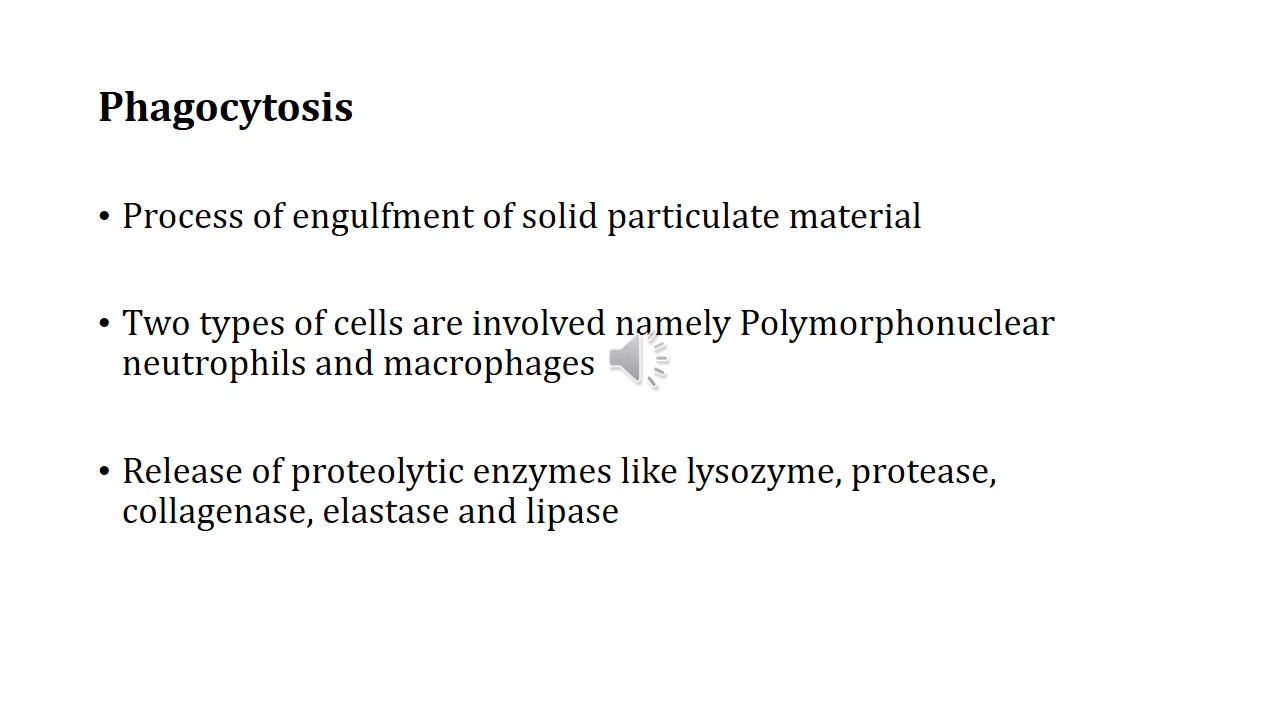 Phagocytosis
• Process of engulfment of solid particulate material
• Two types of cells are involved namely Polymorphonuclear
neutrophils and macrophages
• Release of proteolytic enzymes like lysozyme, protease,
collagenase, elastase and lipase